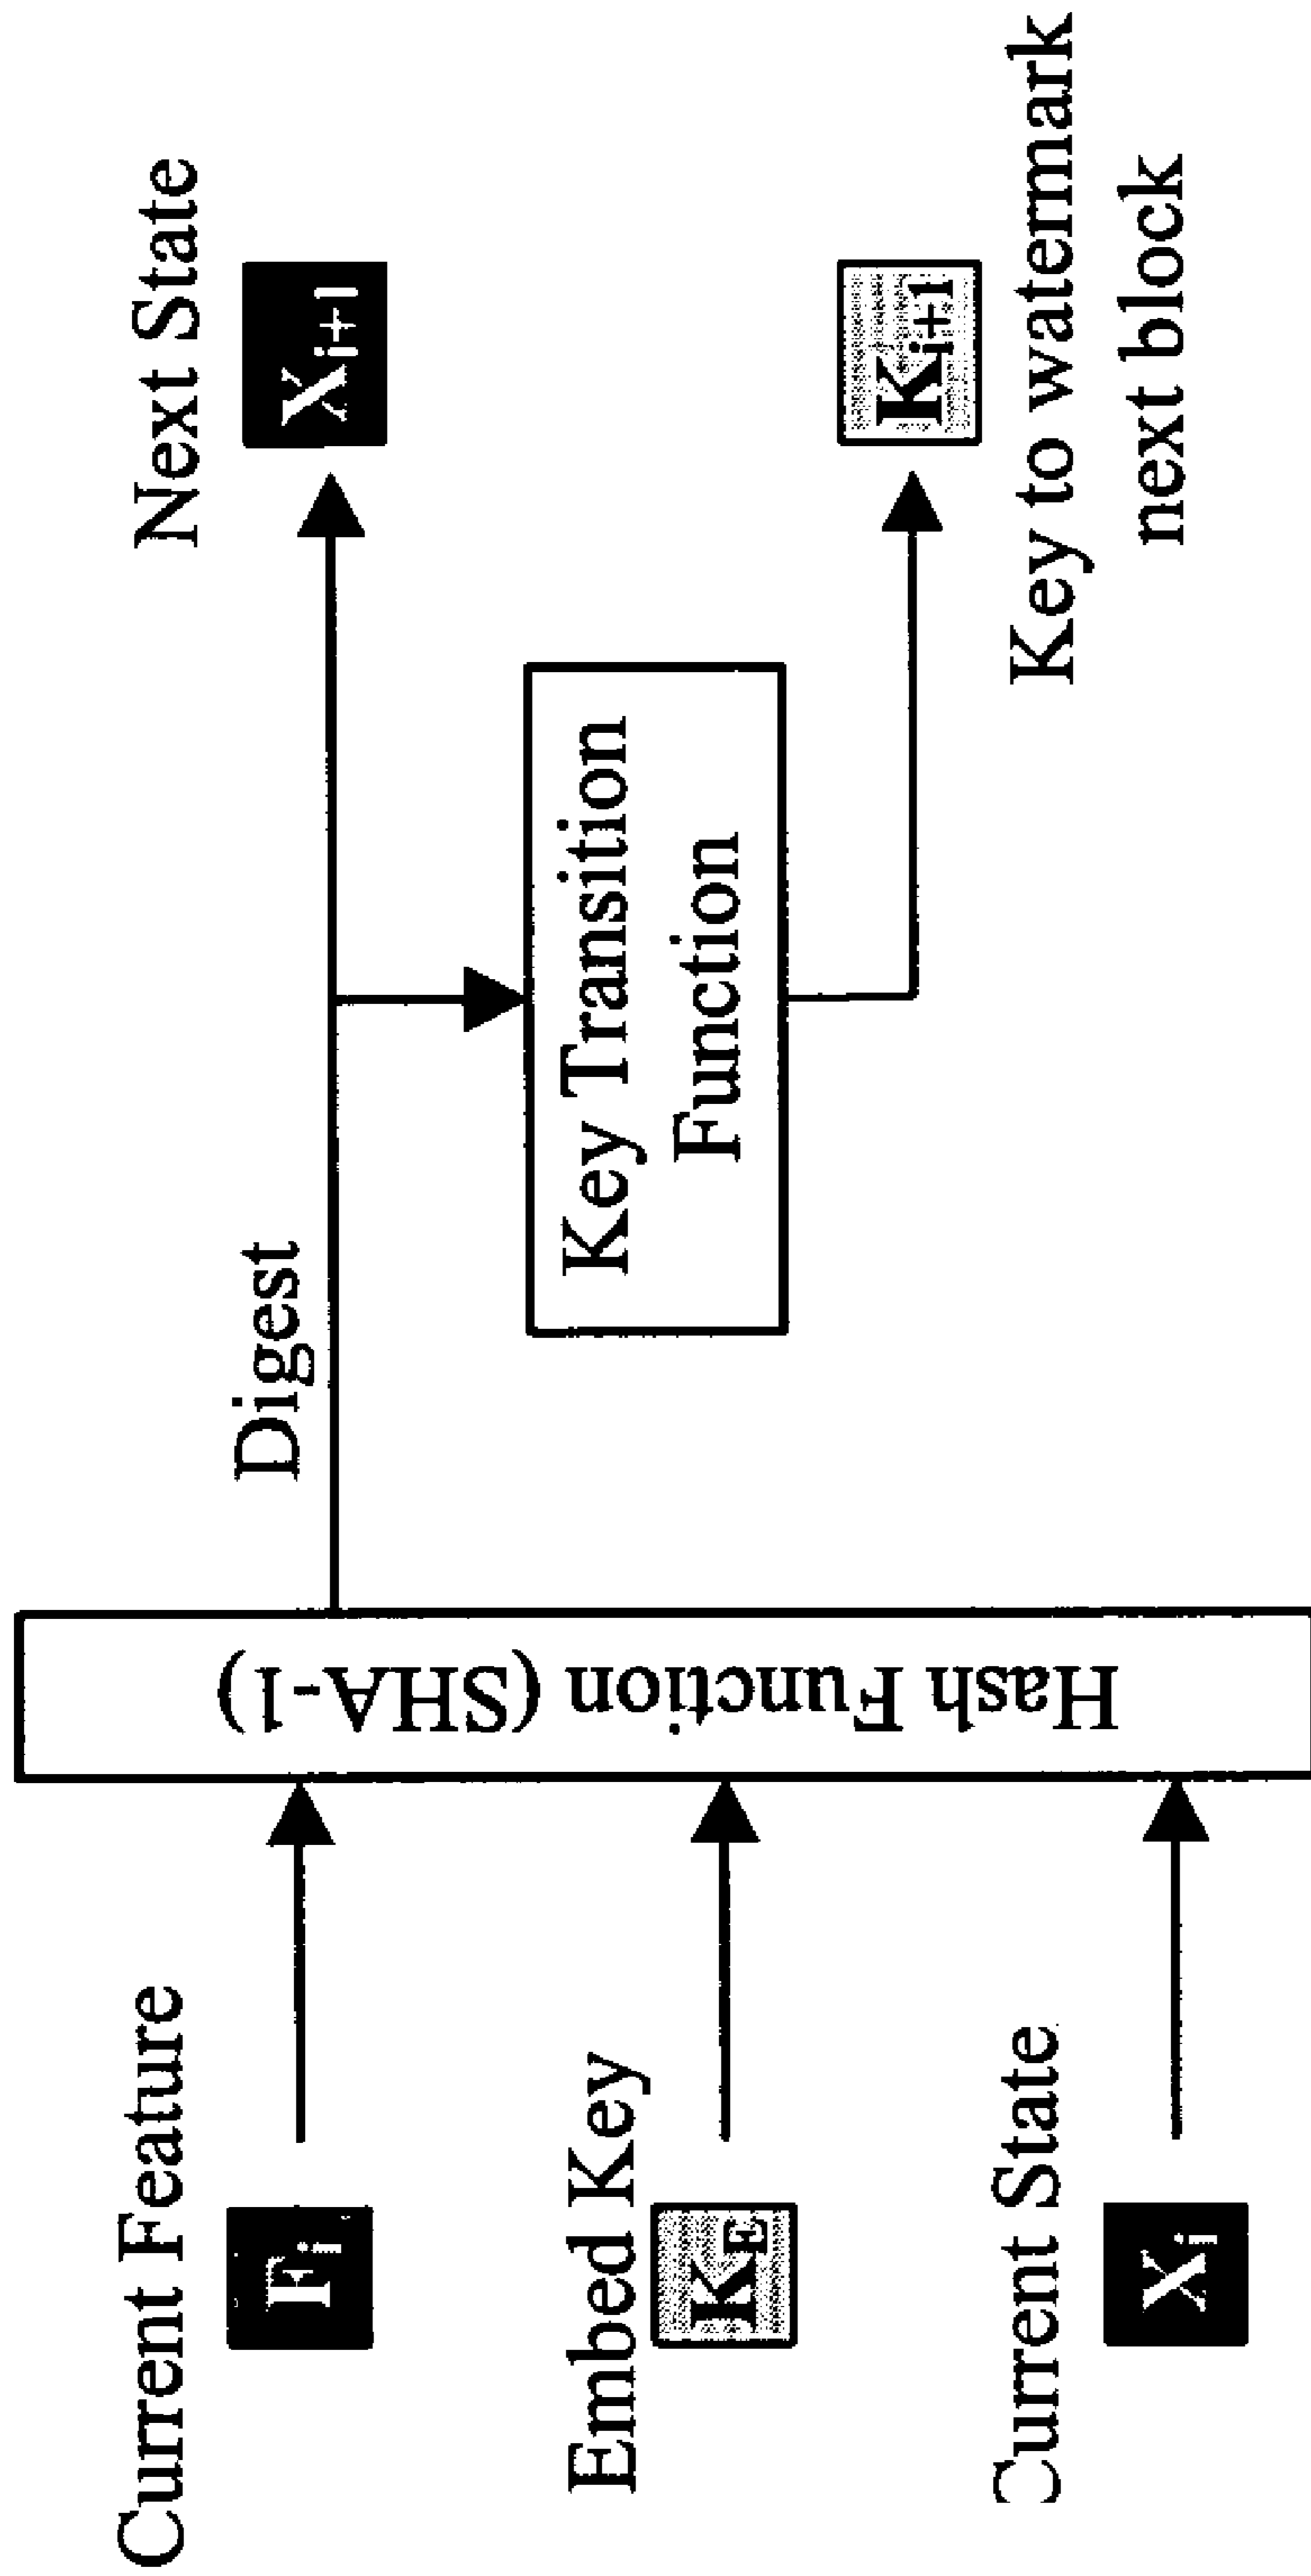 Current Feature
Fi
Embed Key
KE
Current State
Xi
Hash Function (SHA-1)
Digest
Key Transition
Function
Next State
Xi+1
Ki+1
Key to watermark
next block